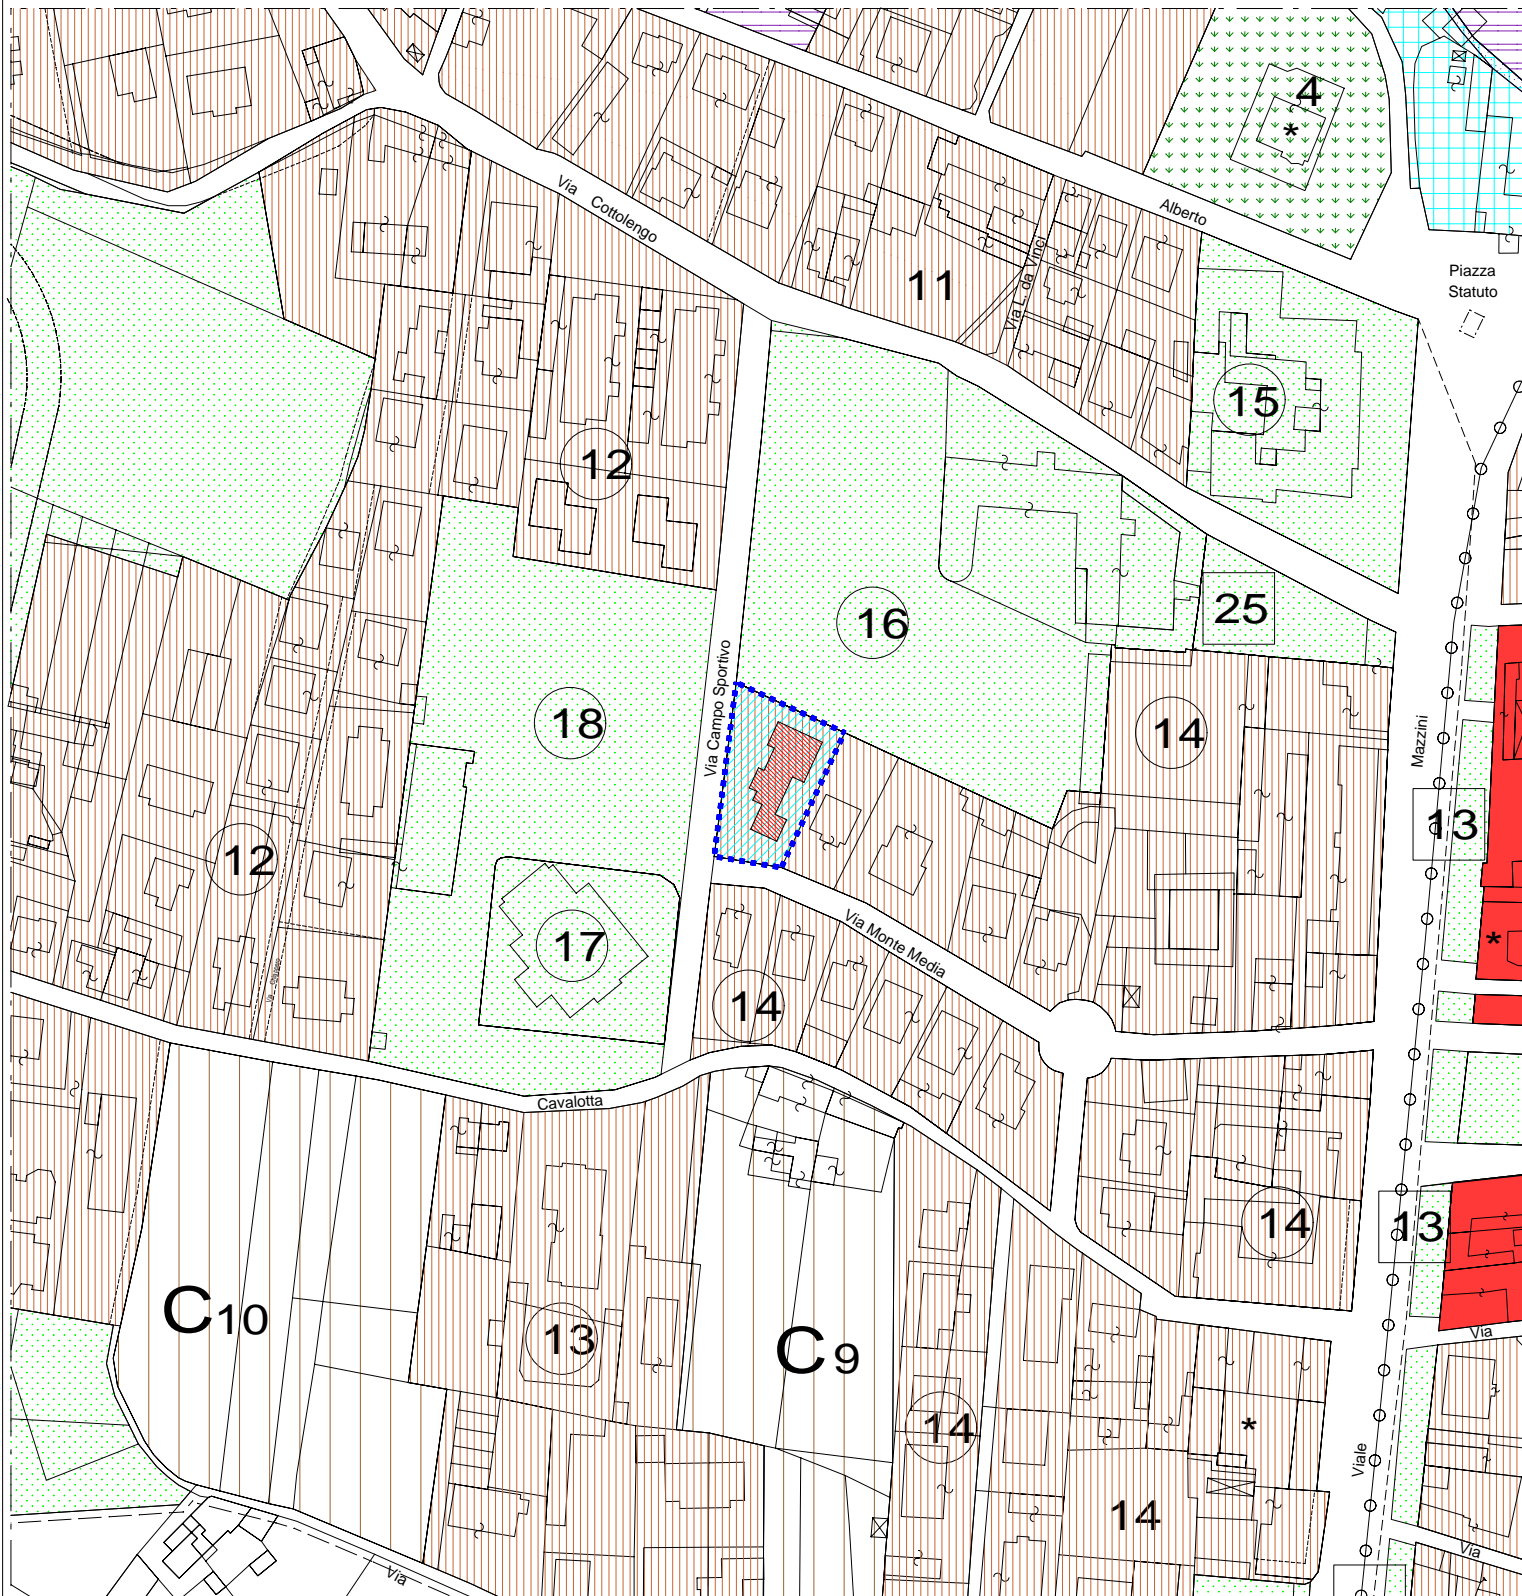 4
*
Via Cottolengo
Alberto
11
Via L. da Vinci
Piazza
Statuto
15
12
16
25
Via Campo Sportivo
18
14
Mazzini
13
12
17
Via Monte Media
*
14
Cavalotta
14
13
C10
13
C9
Via
14
*
Viale
14
Via
Via